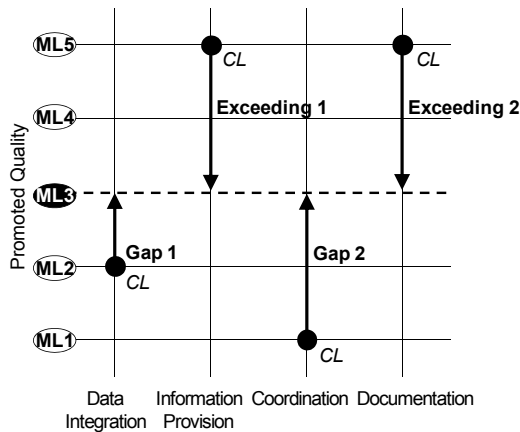 ML5
CL
CL
Exceeding 1
Exceeding 2
ML4
Promoted Quality
ML3
Gap 1
Gap 2
ML2
CL
ML1
CL
Data
Integration
Information
Provision
Coordination
Documentation